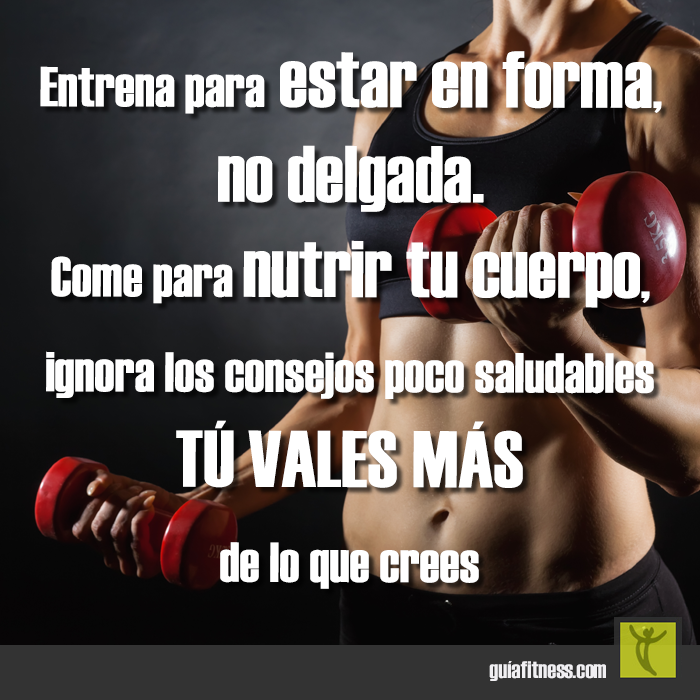 Entrena para estar en forma,
no delgada.
Come para nutrir tu cuerpo,
ignora los consejos poco saludables
TÚ VALES MÁS
de lo que crees
guíafitness.com